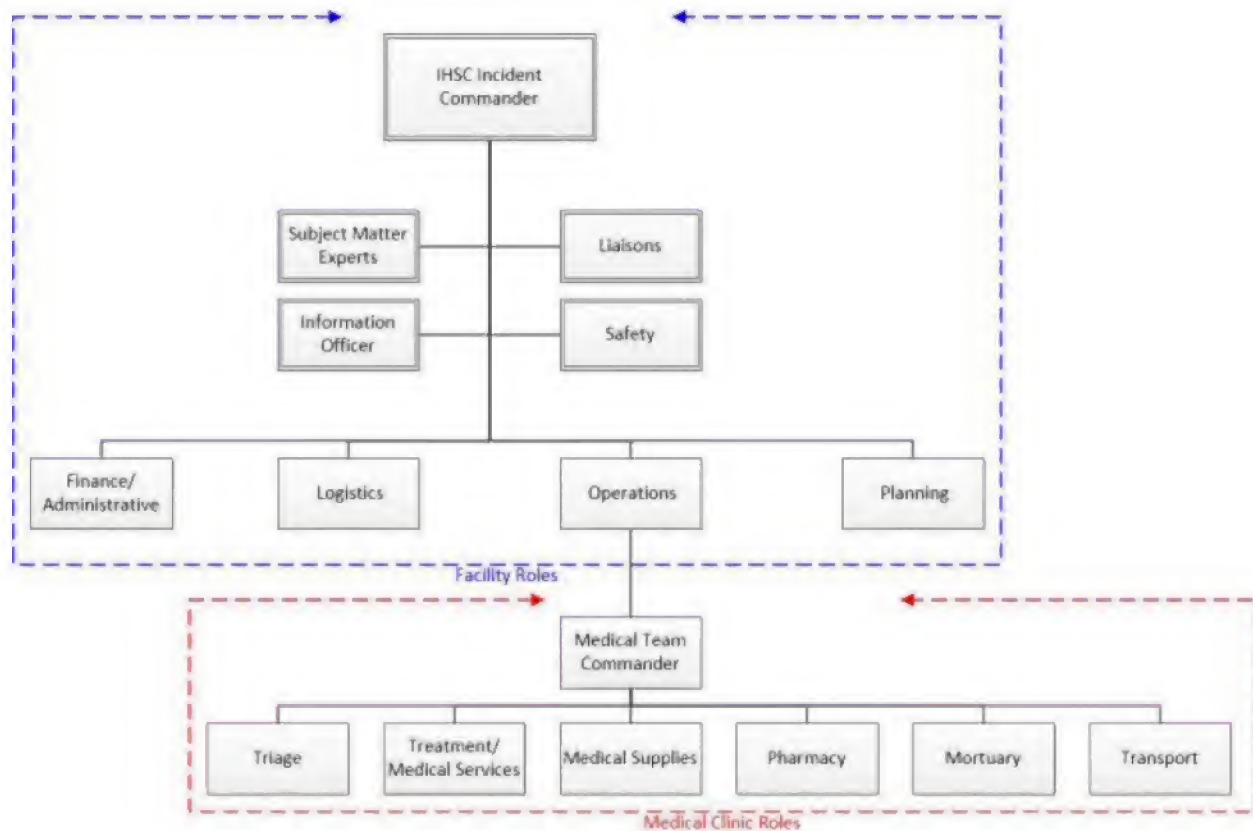 IHSC Incident
Commander
Subject Matter
Experts
Liaisons
Information
Officer
Safety
Finance/
Administrative
Logistics
Operations
Planning
Facility Roles
Medical Team
Commander
Triage
Treatment/
Medical Services
Medical Supplies
Pharmacy
Mortuary
Transport
Medical Clinic Roles